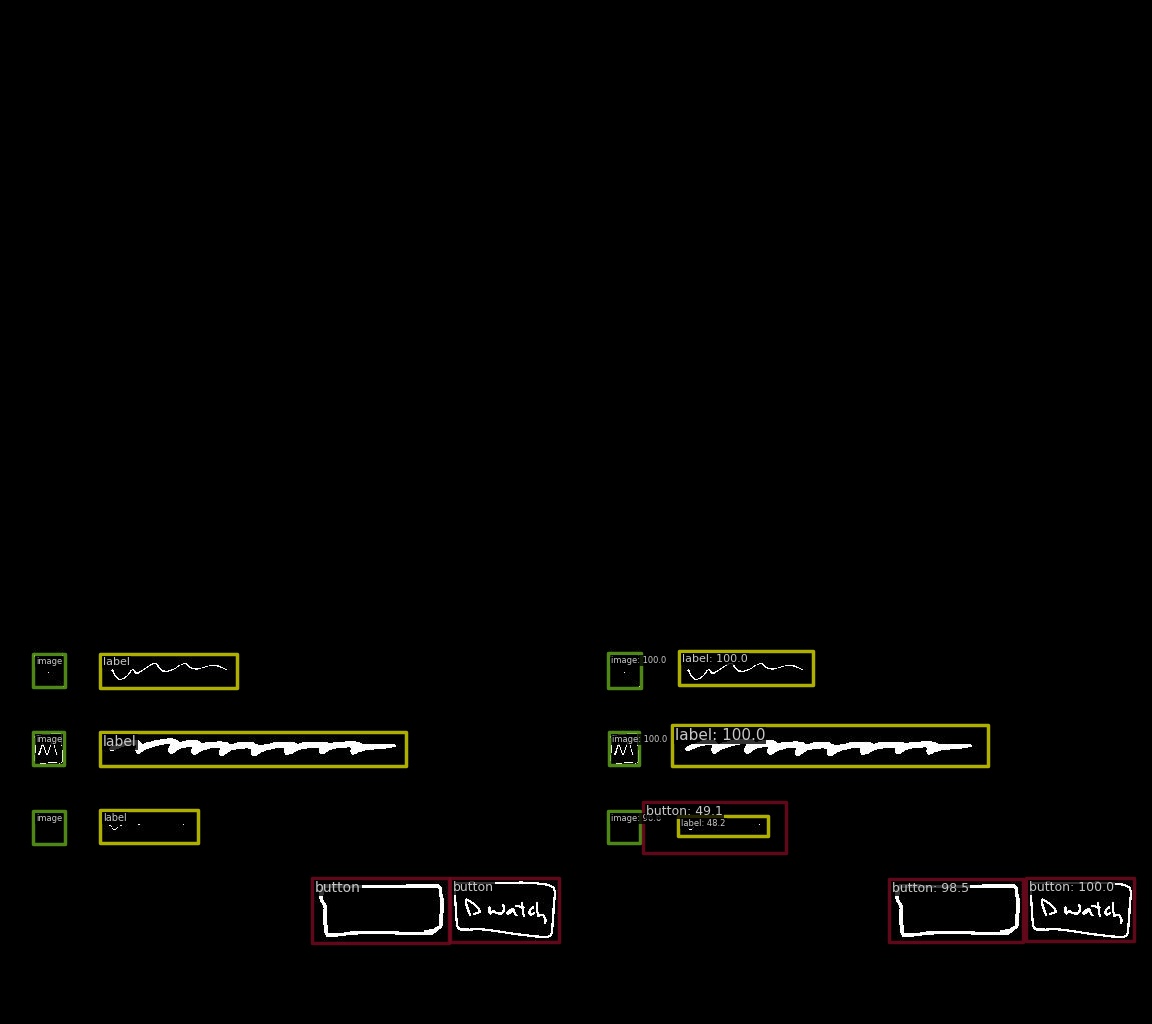 image label image: 100.0 label: 100.0
image label image: 100.0 label: 100.0
button: 49.1
image label image: label: 48.2
button button button: 98.5 button: 100.0
D watch D watch